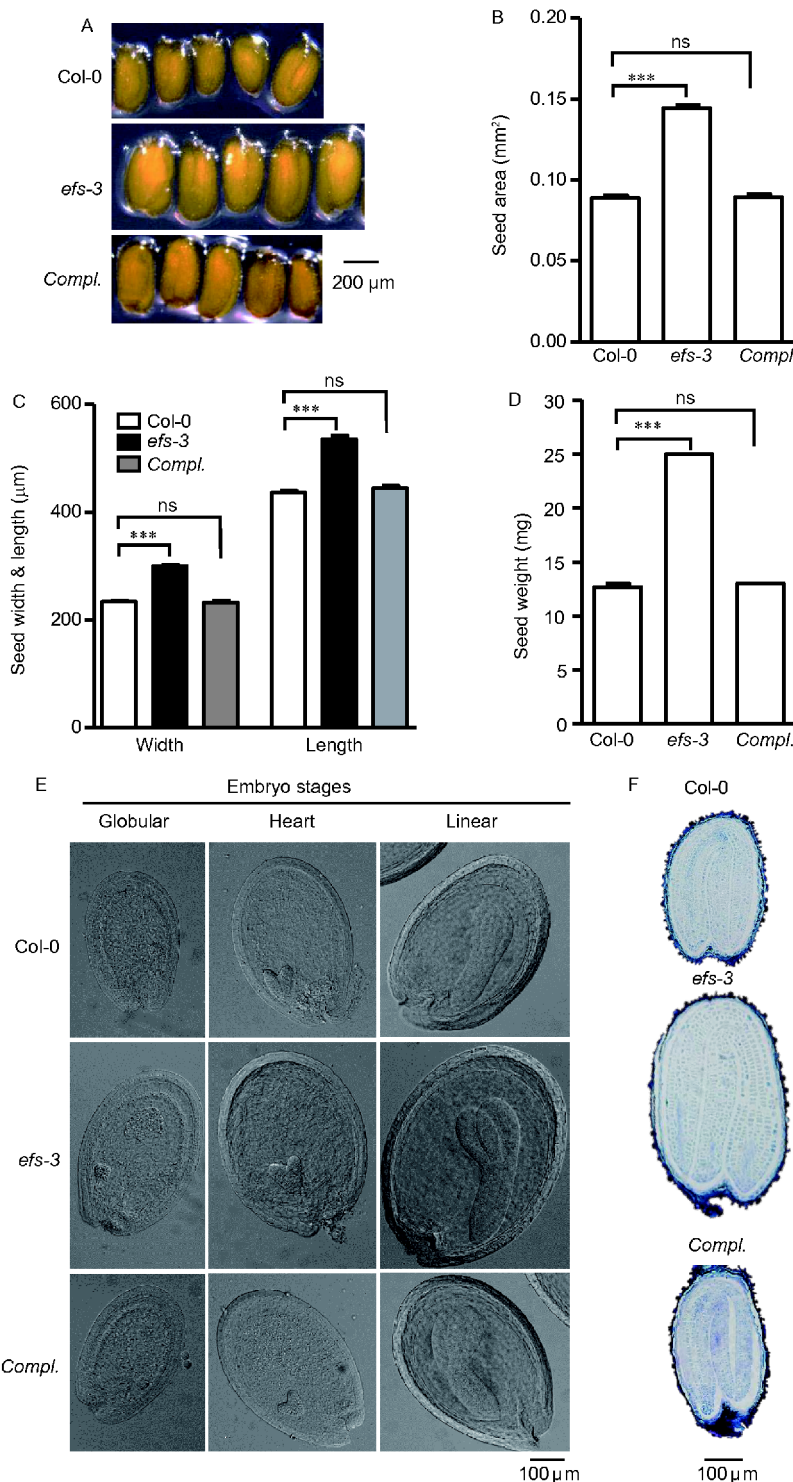 A
Col-0
efs-3
Compl.
200 μm
B
Seed area (mm²)
0.20
0.15
0.10
0.05
0.00
ns
***
Col-0 efs-3 Compl.
C
Seed width & length (μm)
600
400
200
0
Col-0
efs-3
Compl.
ns
***
ns
***
Width Length
D
Seed weight (mg)
30
25
20
15
10
5
0
ns
***
Col-0 efs-3 Compl.
E
Embryo stages
Globular Heart Linear
Col-0
efs-3
Compl.
100 μm
F
Col-0
efs-3
Compl.
100 μm